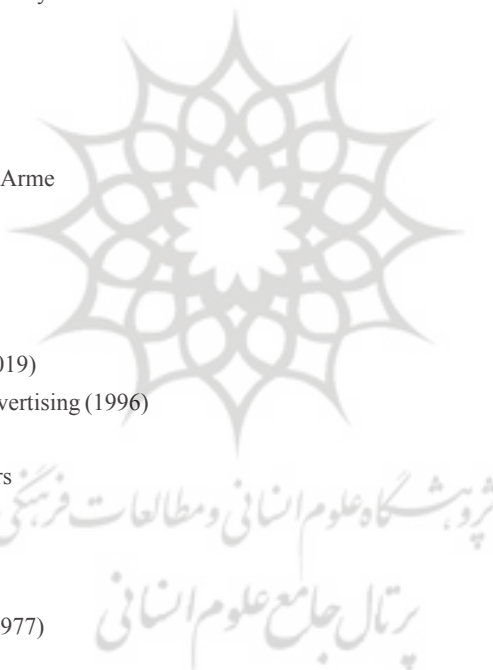 Arme
019)
vertising (1996)
rs
پژوهشگاه علوم انسانی و مطالعات فرهنگی
پرتال جامع علوم انسانی
977)